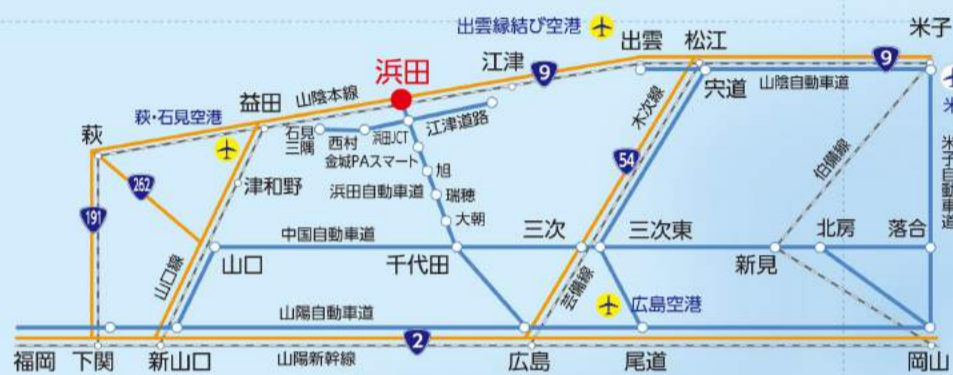 出雲縁結び空港
米子
出雲
松江
浜田
江津
9
9
宍道
山陰自動車道
米
山陰本線
益田
萩・石見空港
萩
石見
三隅
西村
浜田JCT
江津道路
木次線
金城PAスマート
旭
浜田自動車道
瑞穂
大朝
54
伯備線
米子自動車道
262
191
津和野
中国自動車道
三次
三次東
北房
落合
山口
千代田
新見
山口線
芸備線
広島空港
山陽自動車道
2
福岡
下関
新山口
山陽新幹線
広島
尾道
岡山